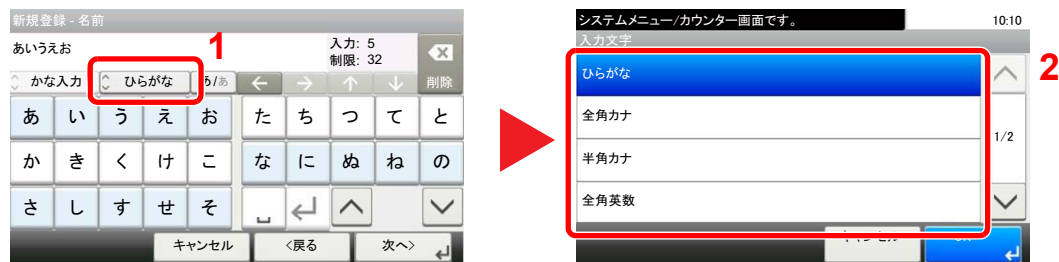 新規登録 - 名前
あいうえお
1
入力: 5
制限: 32
かな入力 ひらがな あ/あ ← → ↑ ↓ 削除
あ い う え お た ち つ て と
か き く け こ な に ぬ ね の
さ し す せ そ
キャンセル <戻る 次へ>
システムメニュー/カウンター画面です。 10:10
入力文字
2
ひらがな
全角カナ
1/2
半角カナ
全角英数